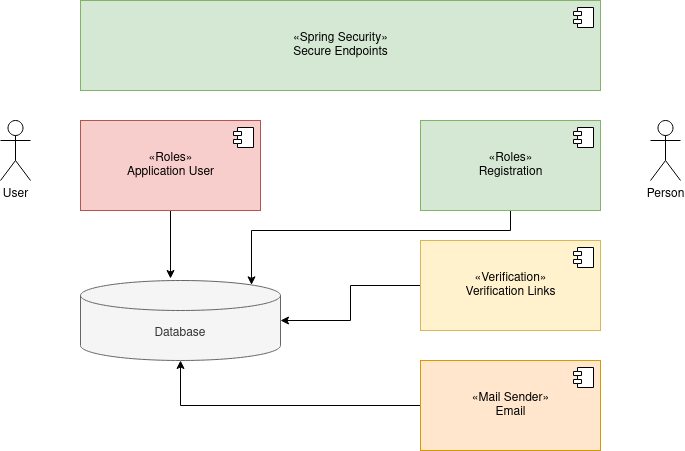 «Spring Security»
Secure Endpoints
«Roles»
Application User
«Roles»
Registration
User
Person
«Verification»
Verification Links
Database
«Mail Sender»
Email